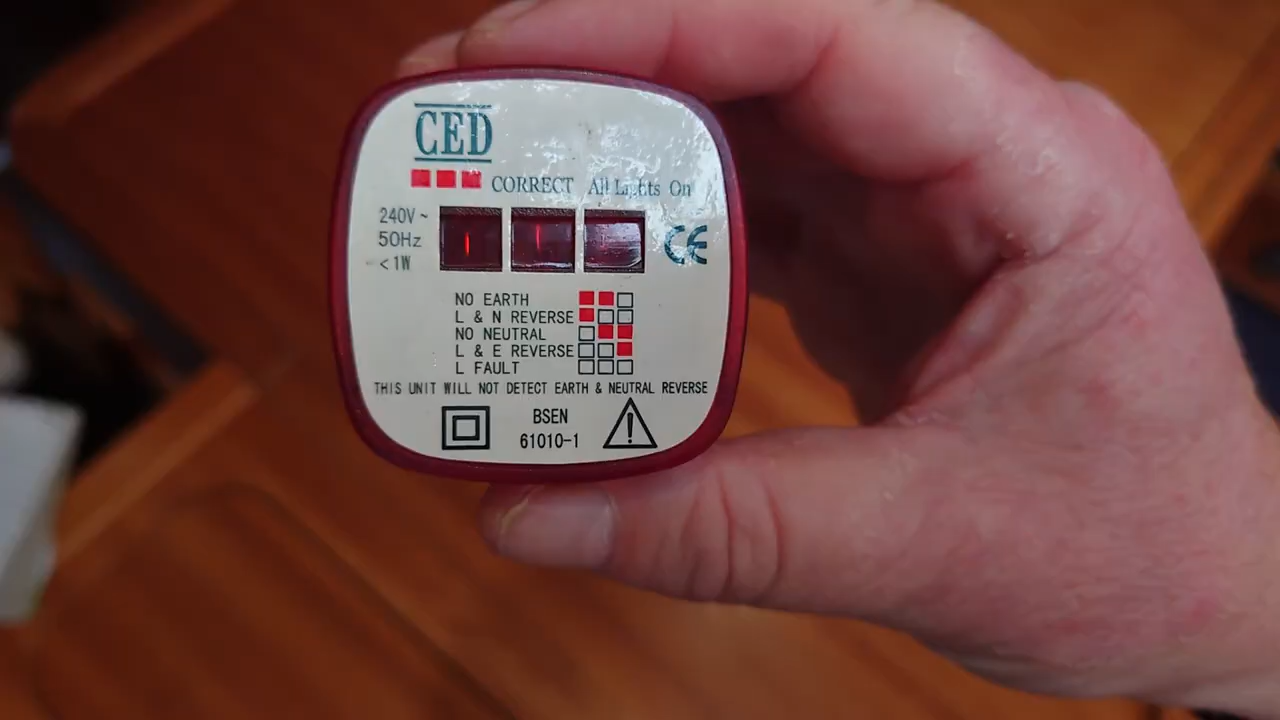 CED
CORRECT All Lights On
240V~
50Hz
<1W
CE
NO EARTH
L & N REVERSE
NO NEUTRAL
L & E REVERSE
L FAULT
THIS UNIT WILL NOT DETECT EARTH & NEUTRAL REVERSE
BSEN
61010-1